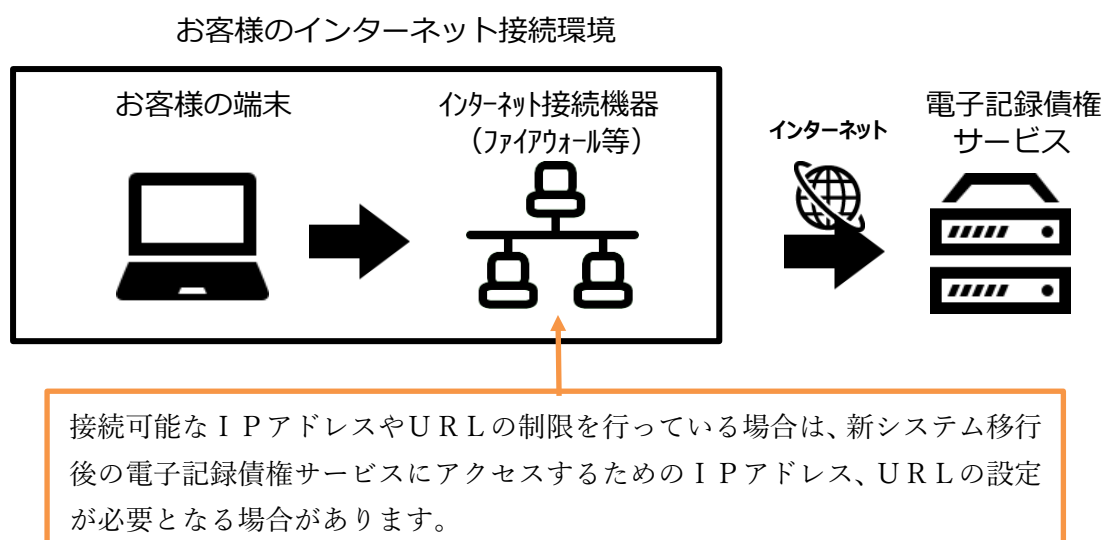 お客様のインターネット接続環境
お客様の端末
ｲﾝﾀｰﾈｯﾄ接続機器
（ﾌｧｲｱｳｫｰﾙ等）
インターネット
電子記録債権
サービス
接続可能なＩＰアドレスやＵＲＬの制限を行っている場合は、新システム移行
後の電子記録債権サービスにアクセスするためのＩＰアドレス、ＵＲＬの設定
が必要となる場合があります。